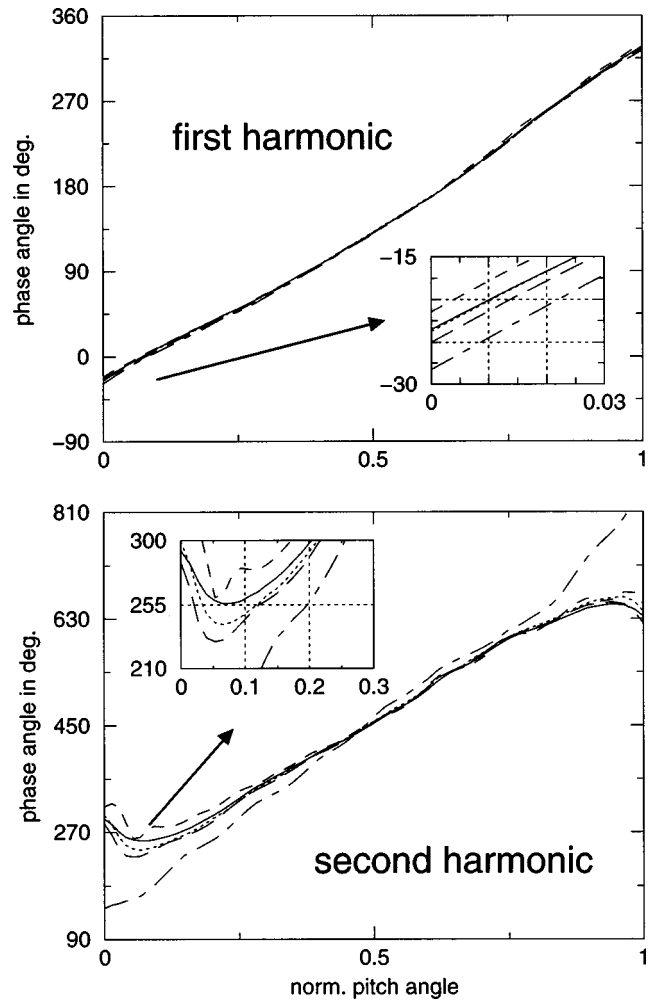 360
270
180
90
0
−90
phase angle in deg.
first harmonic
−15
−30
0 0.03
0 0.5 1
810
630
450
270
90
phase angle in deg.
300
255
210
0 0.1 0.2 0.3
second harmonic
0 0.5 1
norm. pitch angle